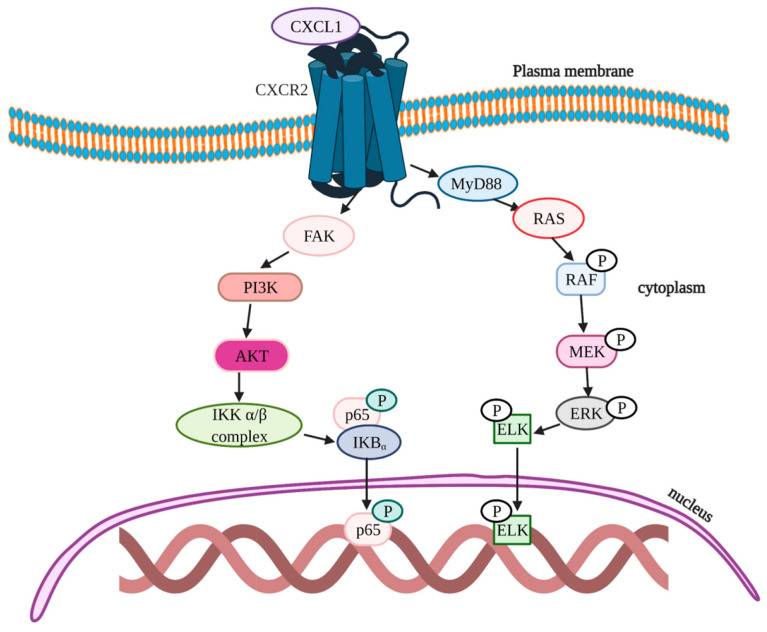 CXCL1
Plasma membrane
CXCR2
MyD88
RAS
FAK
P
RAF
PI3K
cytoplasm
P
MEK
AKT
P
p65
P
ERK
P
ELK
IKK α/β
complex
IKBα
nucleus
P
p65
P
ELK